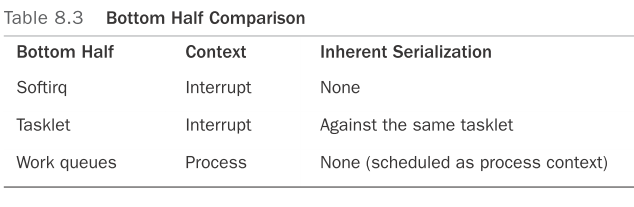 Table 8.3 Bottom Half Comparison
Bottom Half Context Inherent Serialization
Softirq Interrupt None
Tasklet Interrupt Against the same tasklet
Work queues Process None (scheduled as process context)